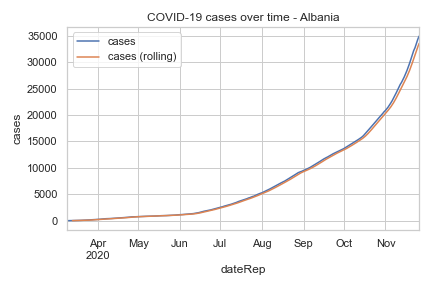 COVID-19 cases over time - Albania
cases
cases (rolling)
35000
30000
25000
20000
15000
10000
5000
0
cases
Apr
2020
May
Jun
Jul
Aug
Sep
Oct
Nov
dateRep